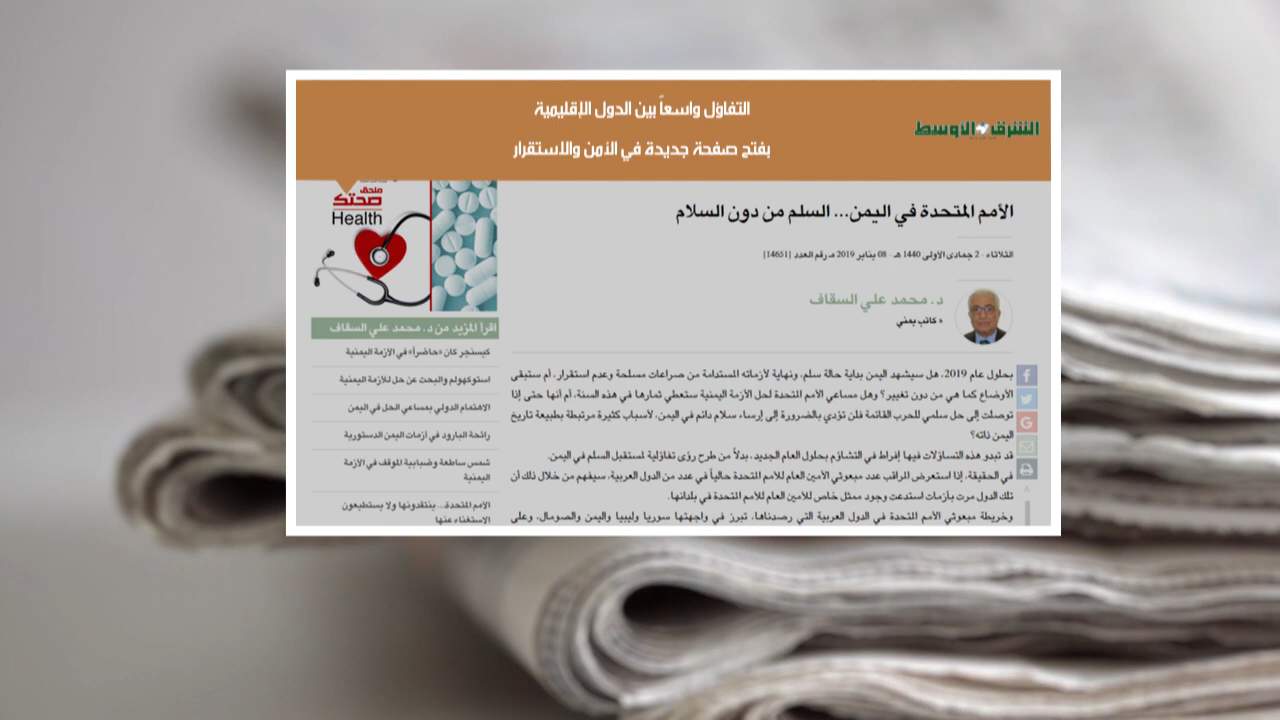 التفاؤل واسعاً بين الدول الإقليمية
بفتح صفحة جديدة في الأمن والاستقرار
الشرق الأوسط
ملحق
صحتك
Health
الأمم المتحدة في اليمن... السلم من دون السلام
الثلاثاء - 2 جمادى الأولى 1440 هـ - 08 يناير 2019 مـ رقم العدد [14651]
د. محمد علي السقاف
* كاتب يمني
بحلول عام 2019، هل سيشهد اليمن بداية حالة سلم، ونهاية لأزماته المستدامة من صراعات مسلحة وعدم استقرار، أم ستبقى
الأوضاع كما هي من دون تغيير؟ وهل مساعي الأمم المتحدة لحل الأزمة اليمنية ستعطي ثمارها في هذه السنة، أم أنها حتى إذا
توصلت إلى حل سلمي للحرب القائمة فلن تؤدي بالضرورة إلى إرساء سلام دائم في اليمن، لأسباب كثيرة مرتبطة بطبيعة تاريخ
اليمن ذاته؟
قد تبدو هذه التساؤلات فيها إفراط في التشاؤم بحلول العام الجديد، بدلاً من طرح رؤى تفاؤلية لمستقبل السلم في اليمن.
في الحقيقة، إذا استعرض المراقب عدد مبعوثي الأمين العام للأمم المتحدة حالياً في عدد من الدول العربية، سيفهم من خلال ذلك أن
تلك الدول مرت بأزمات استدعت وجود ممثل خاص للأمين العام للأمم المتحدة في بلدانها.
وخريطة مبعوثي الأمم المتحدة في الدول العربية التي رصدناها، تبرز في واجهتها سوريا وليبيا واليمن والصومال، وعلى
اقرأ المزيد من د. محمد علي السقاف
كيسنجر كان «حاضراً» في الأزمة اليمنية
استوكهولم والبحث عن حل للأزمة اليمنية
الاهتمام الدولي بمساعي الحل في اليمن
رائحة البارود في أزمات اليمن الدستورية
شمس ساطعة وضبابية الموقف في الأزمة
اليمنية
الأمم المتحدة... ينتقدونها ولا يستطيعون
الاستغناء عنها